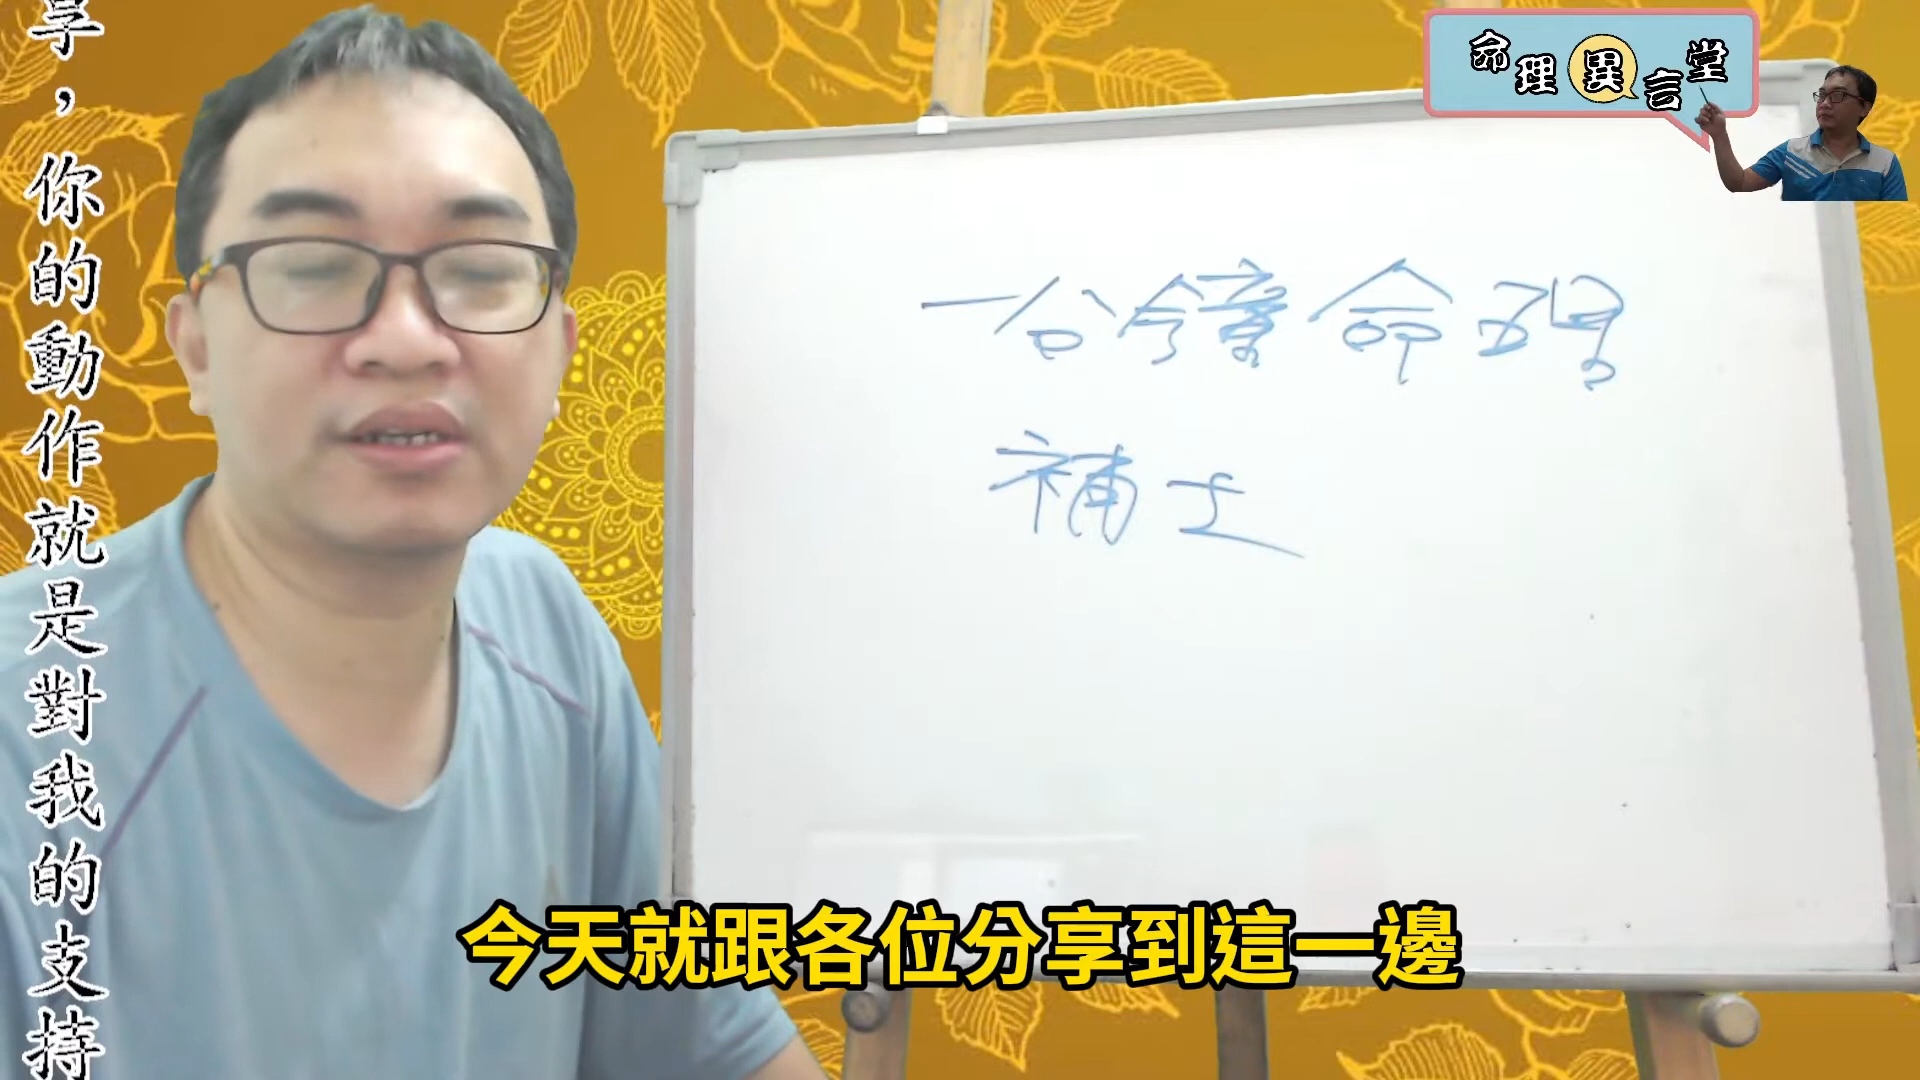 享，你的動作就是對我的支持
命理異言堂
一分鐘命理
補土
今天就跟各位分享到這一邊